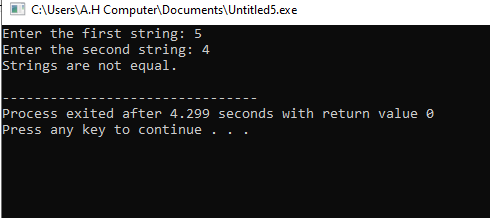 C:\Users\A.H Computer\Documents\Untitled5.exe
Enter the first string: 5
Enter the second string: 4
Strings are not equal.
--------------------------------
Process exited after 4.299 seconds with return value 0
Press any key to continue . . .